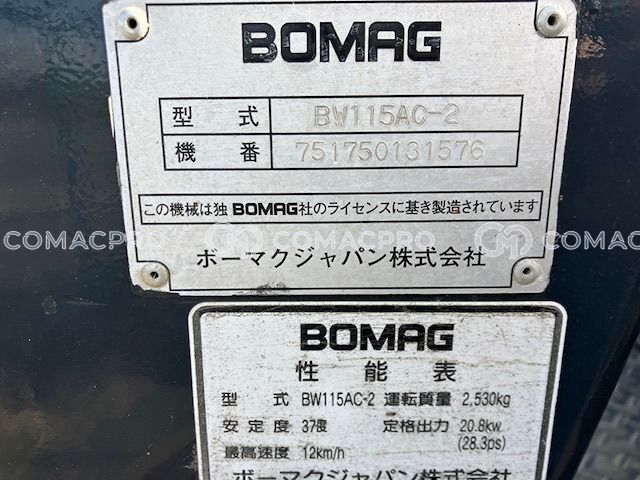 BOMAG
型 式 BW115AC-2
機 番 751750131576
この機械は独 BOMAG社のライセンスに基き製造されています
COMACPRO COMACPRO COMAC
ボーマクジャパン株式会社
BOMAG
性 能 表
型 式 BW115AC-2 運転質量 2,530kg
安 定 度 37度 定格出力 20.8kw
(28.3ps)
最高速度 12km/h
ボーマクジャパン株式会社